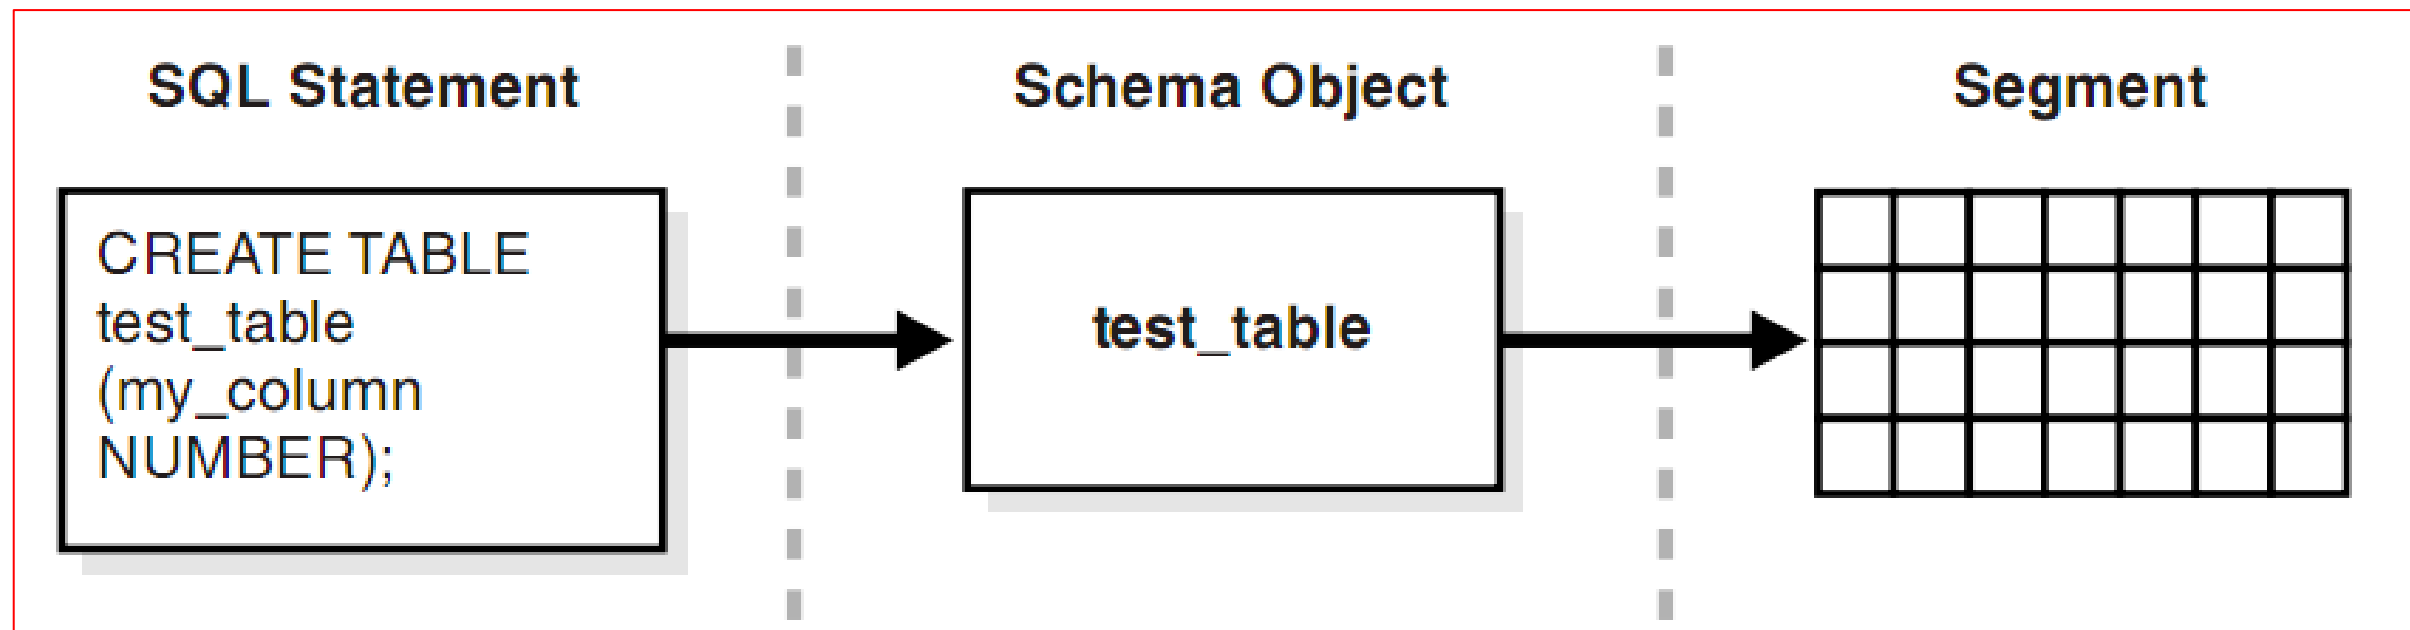 SQL Statement
Schema Object
Segment
CREATE TABLE
test_table
(my_column
NUMBER);
test_table